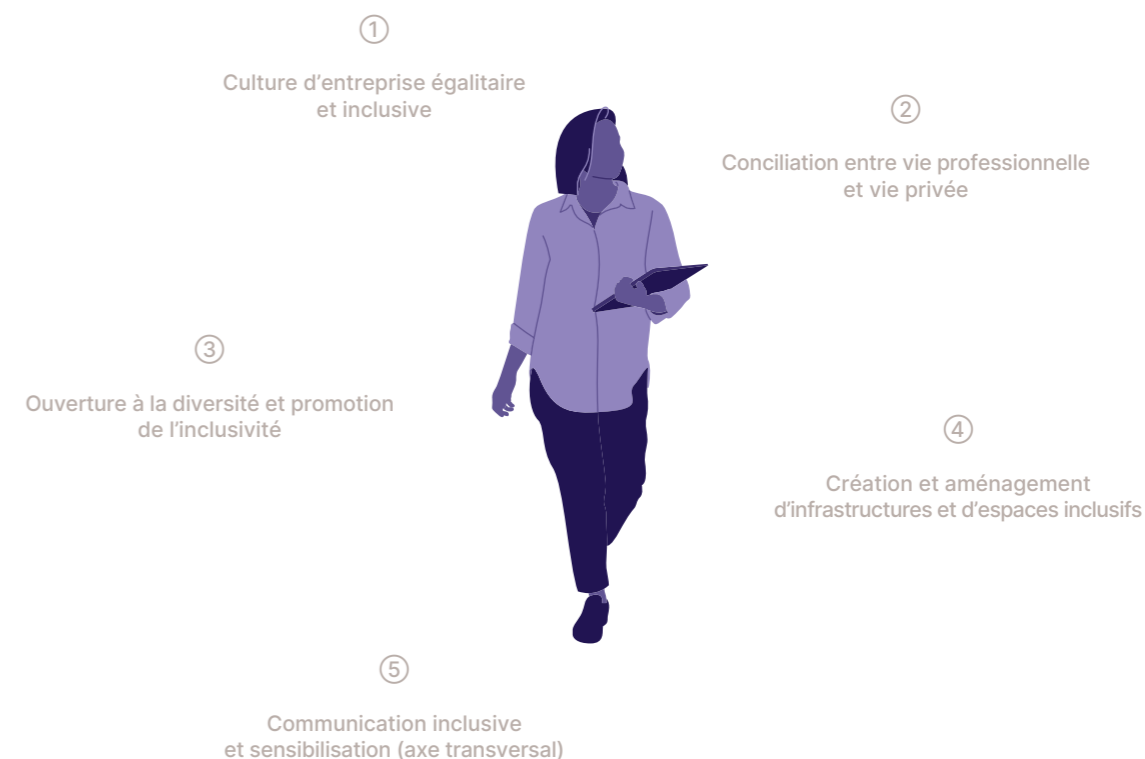 ①
Culture d’entreprise égalitaire
et inclusive
②
Conciliation entre vie professionnelle
et vie privée
③
Ouverture à la diversité et promotion
de l’inclusivité
④
Création et aménagement
d’infrastructures et d’espaces inclusifs
⑤
Communication inclusive
et sensibilisation (axe transversal)